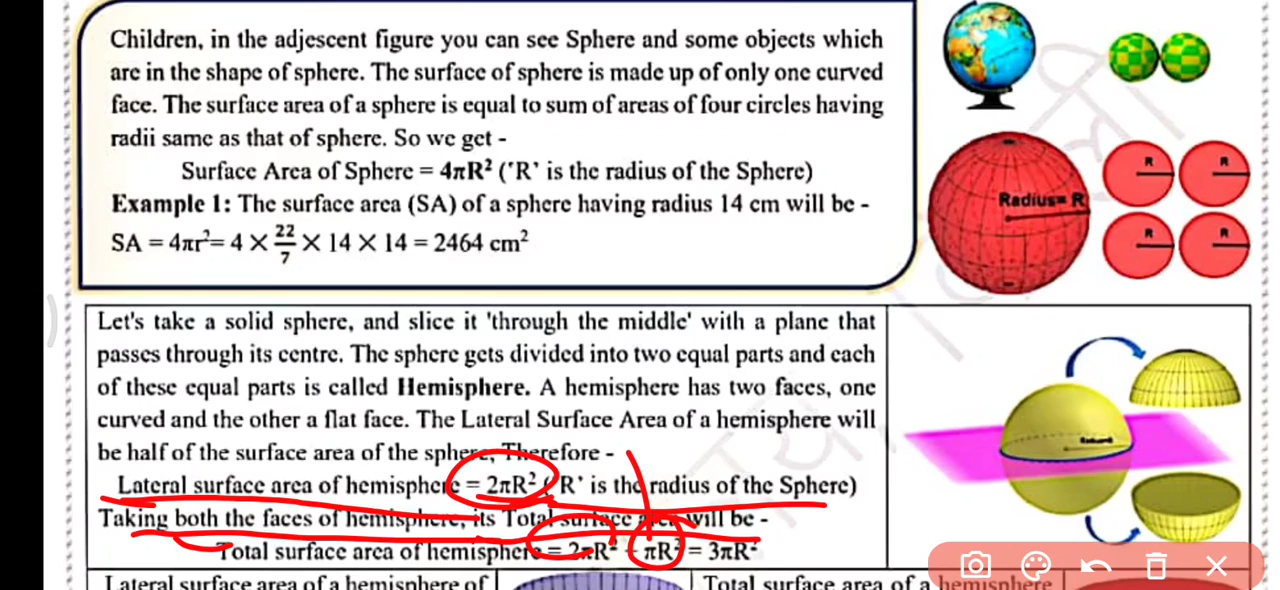 Children, in the adjescent figure you can see Sphere and some objects which
are in the shape of sphere. The surface of sphere is made up of only one curved
face. The surface area of a sphere is equal to sum of areas of four circles having
radii same as that of sphere. So we get -
Surface Area of Sphere = 4πR² ('R' is the radius of the Sphere)
Example 1: The surface area (SA) of a sphere having radius 14 cm will be -
SA = 4πr²= 4 × 22/7 × 14 × 14 = 2464 cm²
Radius= R
R
R
R
R
Let's take a solid sphere, and slice it 'through the middle' with a plane that
passes through its centre. The sphere gets divided into two equal parts and each
of these equal parts is called Hemisphere. A hemisphere has two faces, one
curved and the other a flat face. The Lateral Surface Area of a hemisphere will
be half of the surface area of the sphere, Therefore -
Lateral surface area of hemisphere = 2πR² ( R' is the radius of the Sphere)
Taking both the faces of hemisphere, its Total surface area will be -
Total surface area of hemisphere = 2πR² + πR² = 3πR²
Lateral surface area of a hemisphere of
Total surface area of a hemisphere